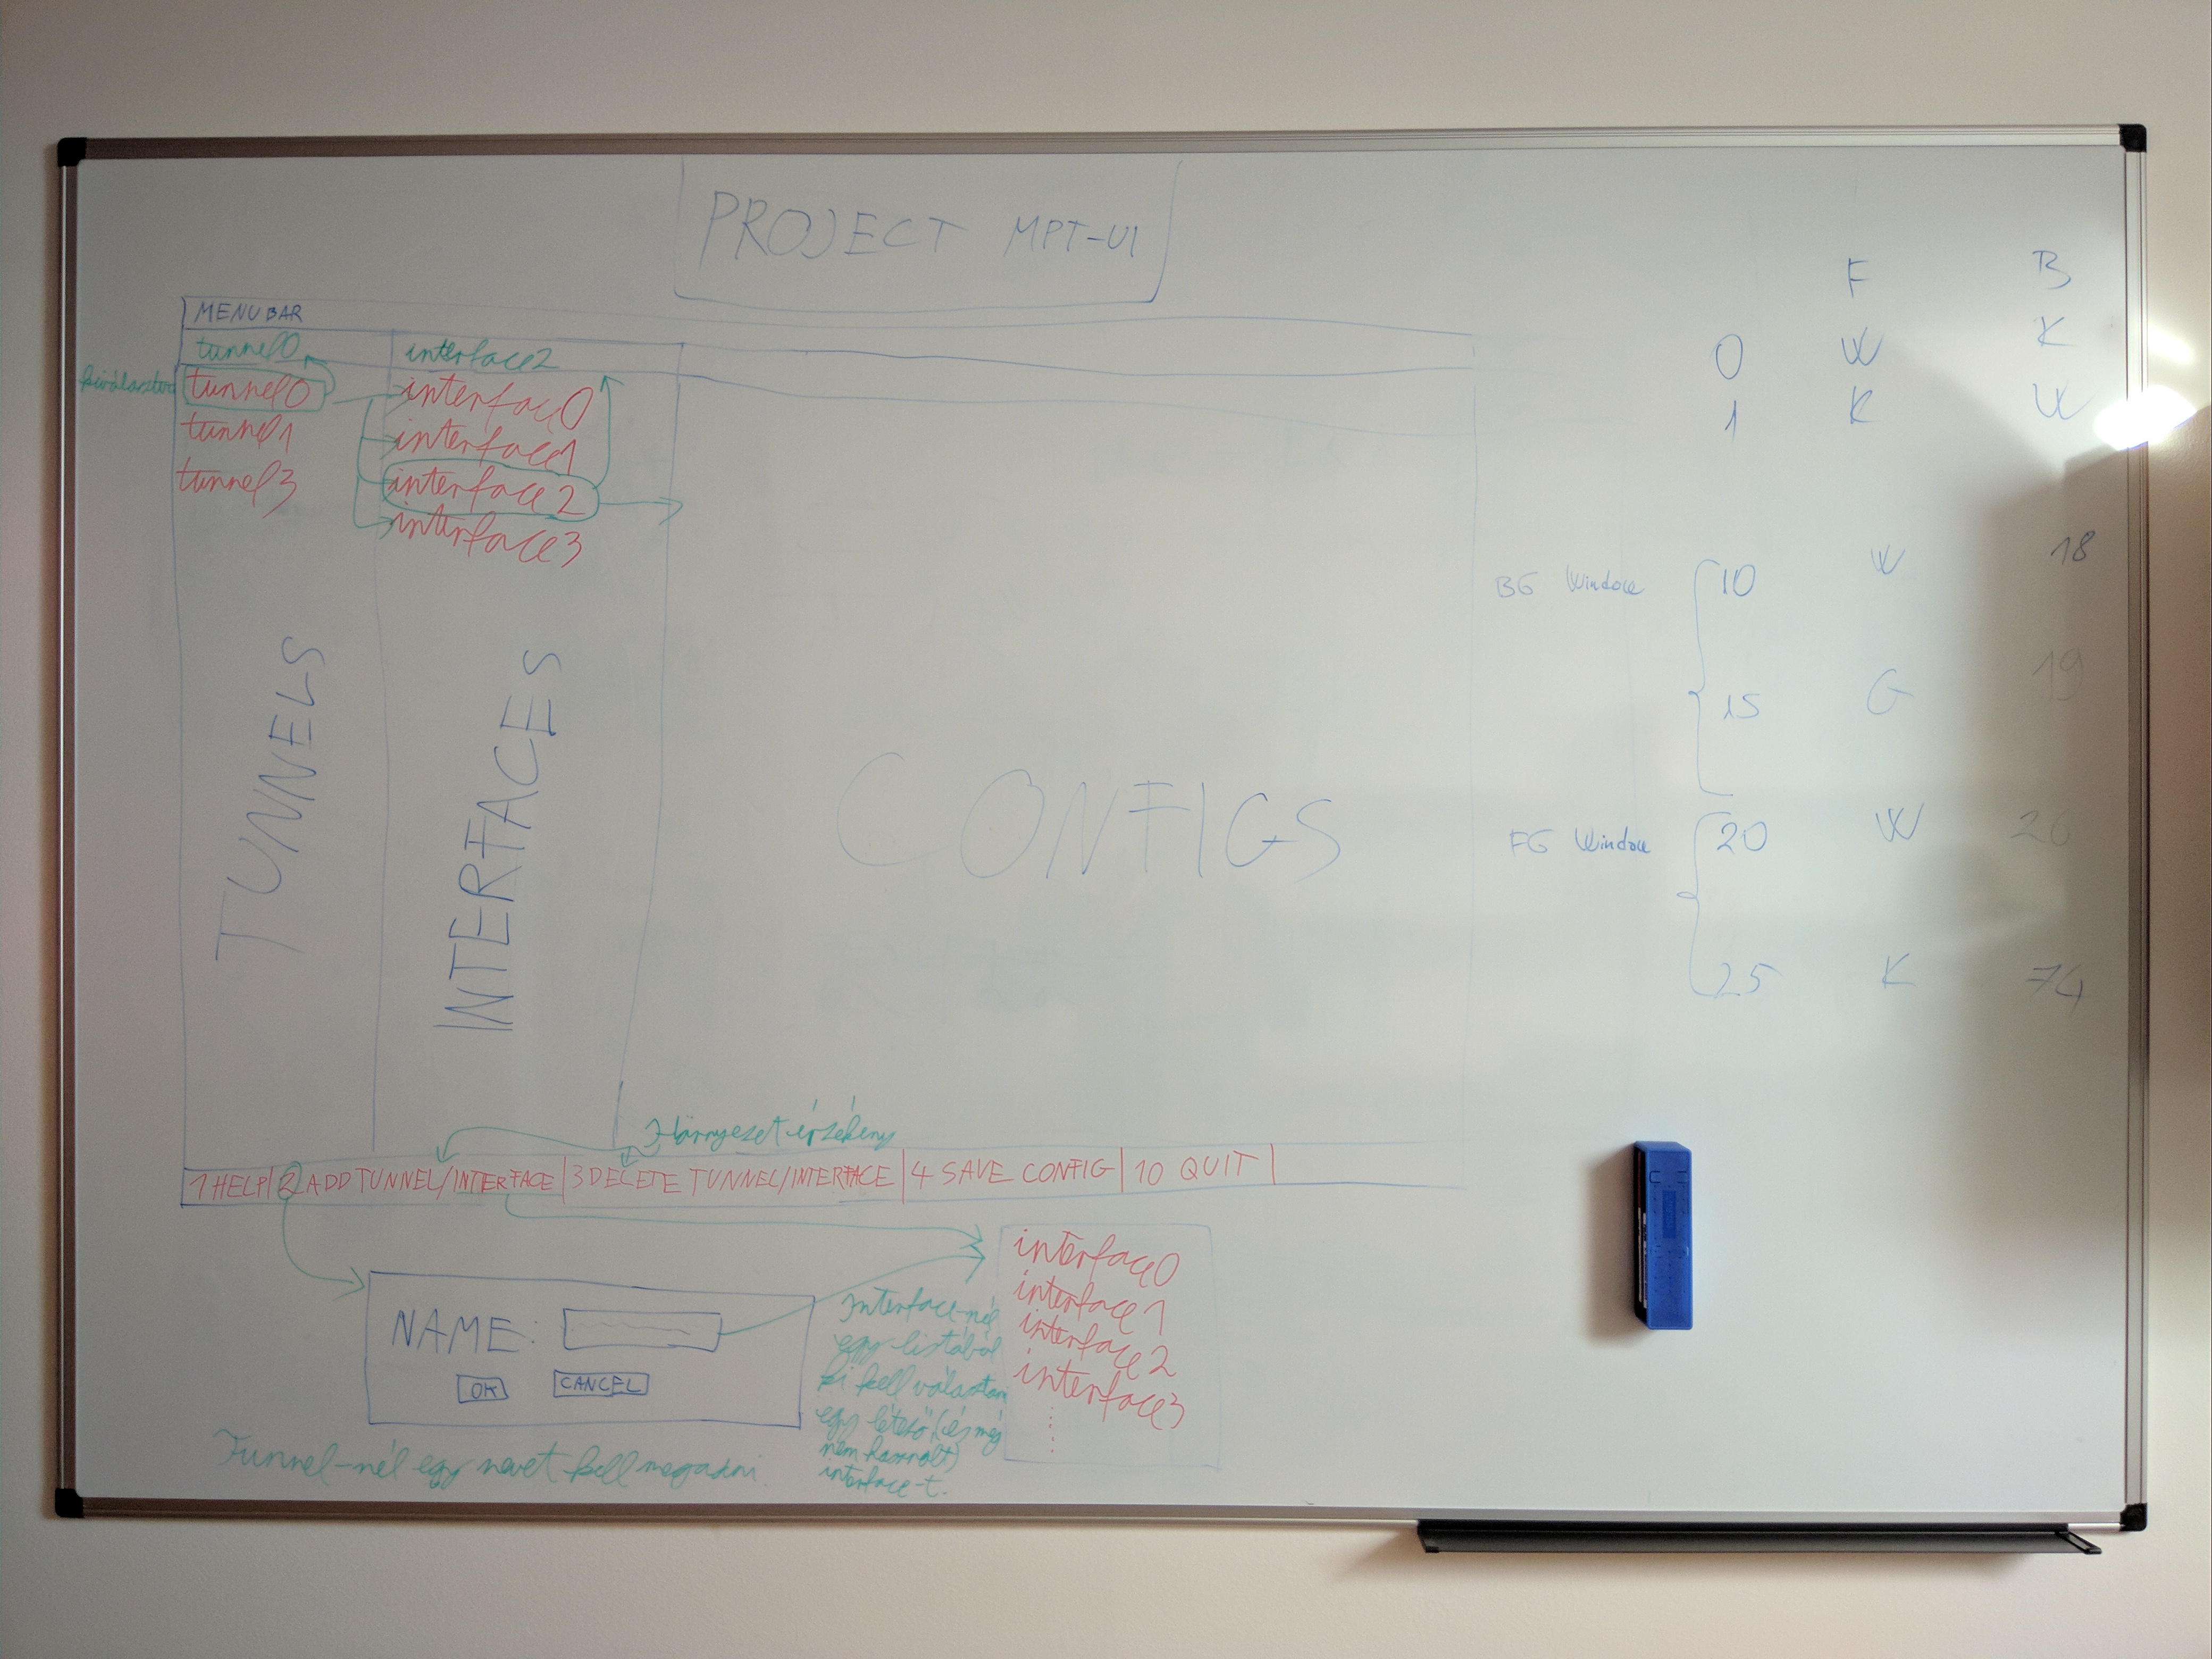 PROJECT MPT-UI
MENUBAR
tunnel0 interface2
kiválasztva tunnel0 interfac0
tunnel1 interface1
tunnel3 interface2
interface3
TUNNELS
INTERFACES
CONFIGS
Környezet érzékeny
1 HELP | 2 ADD TUNNEL/INTERFACE | 3 DELETE TUNNEL/INTERFACE | 4 SAVE CONFIG | 10 QUIT |
NAME:
OK CANCEL
Tunnel-nél egy nevet kell megadni.
Interface-nél
egy listából
ki kell választani
egy létező (és még
nem használt)
interface-t.
interfac0
interface1
interface2
interface3
F B
0 W K
1 K W
BG Window 10 W 18
15 G 19
FG Window 20 W 26
25 K 74